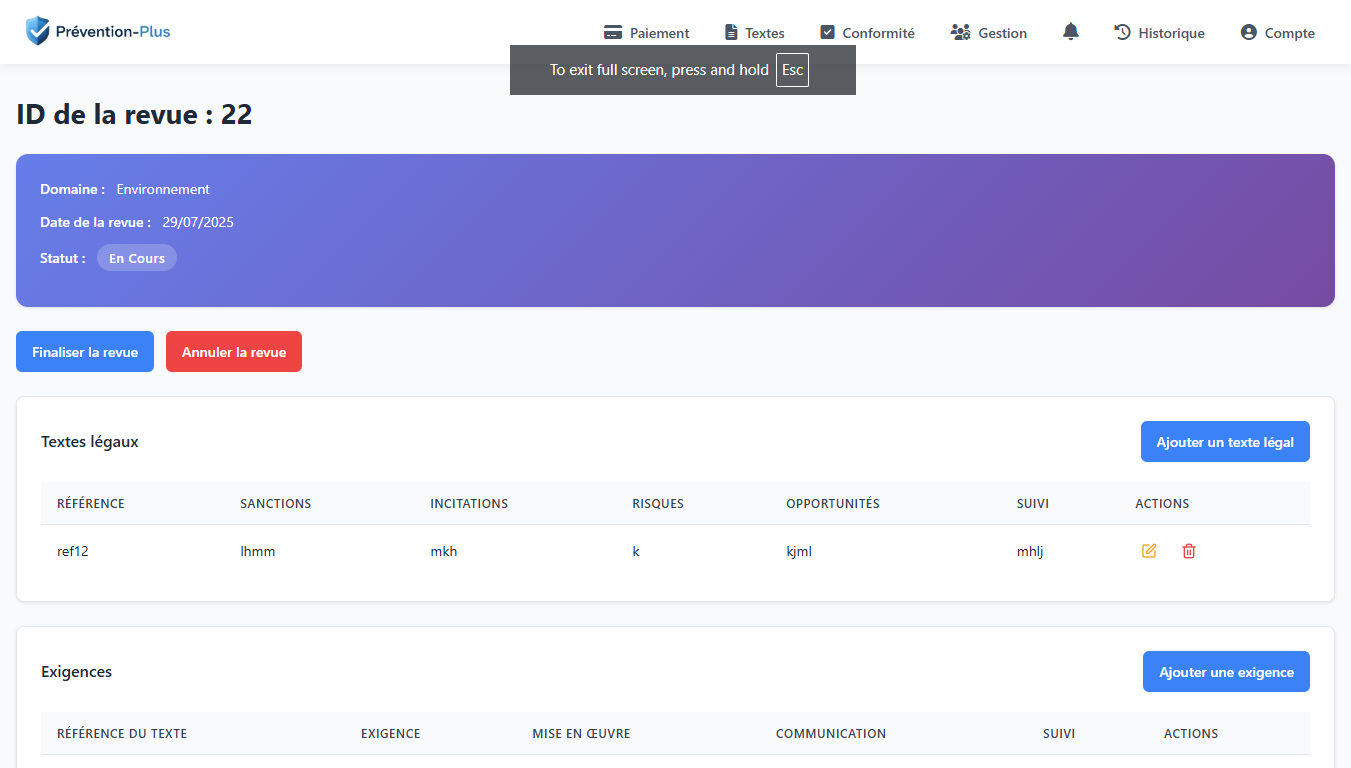 Prévention-Plus Paiement Textes Conformité Gestion Historique Compte
To exit full screen, press and hold Esc
ID de la revue : 22
Domaine : Environnement
Date de la revue : 29/07/2025
Statut : En Cours
Finaliser la revue Annuler la revue
Textes légaux Ajouter un texte légal
RÉFÉRENCE SANCTIONS INCITATIONS RISQUES OPPORTUNITÉS SUIVI ACTIONS
ref12 lhmm mkh k kjml mhlj
Exigences Ajouter une exigence
RÉFÉRENCE DU TEXTE EXIGENCE MISE EN ŒUVRE COMMUNICATION SUIVI ACTIONS